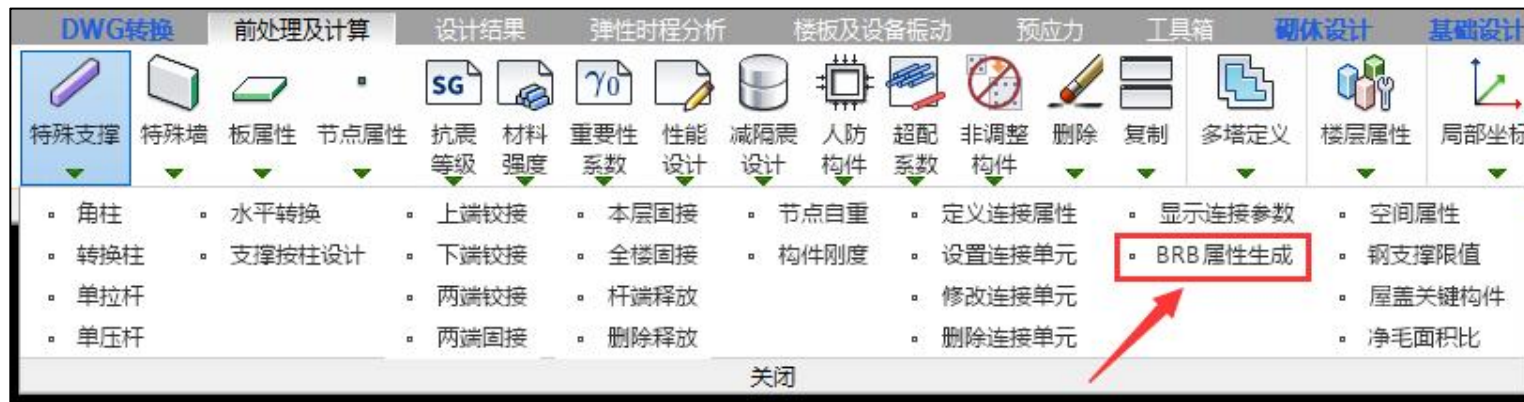 DWG转换 前处理及计算 设计结果 弹性时程分析 楼板及设备振动 预应力 工具箱 砌体设计 基础设计
SG γ0
特殊支撑 特殊墙 板属性 节点属性 抗震 材料 重要性 性能 减隔震 人防 超配 非调整 删除 复制 多塔定义 楼层属性 局部坐标
等级 强度 系数 设计 设计 构件 系数 构件
角柱 水平转换 上端铰接 本层固接 节点自重 定义连接属性 显示连接参数 空间属性
转换柱 支撑按柱设计 下端铰接 全楼固接 构件刚度 设置连接单元 BRB属性生成 钢支撑限值
单拉杆 两端铰接 杆端释放 修改连接单元 屋盖关键构件
单压杆 两端固接 删除释放 删除连接单元 净毛面积比
关闭